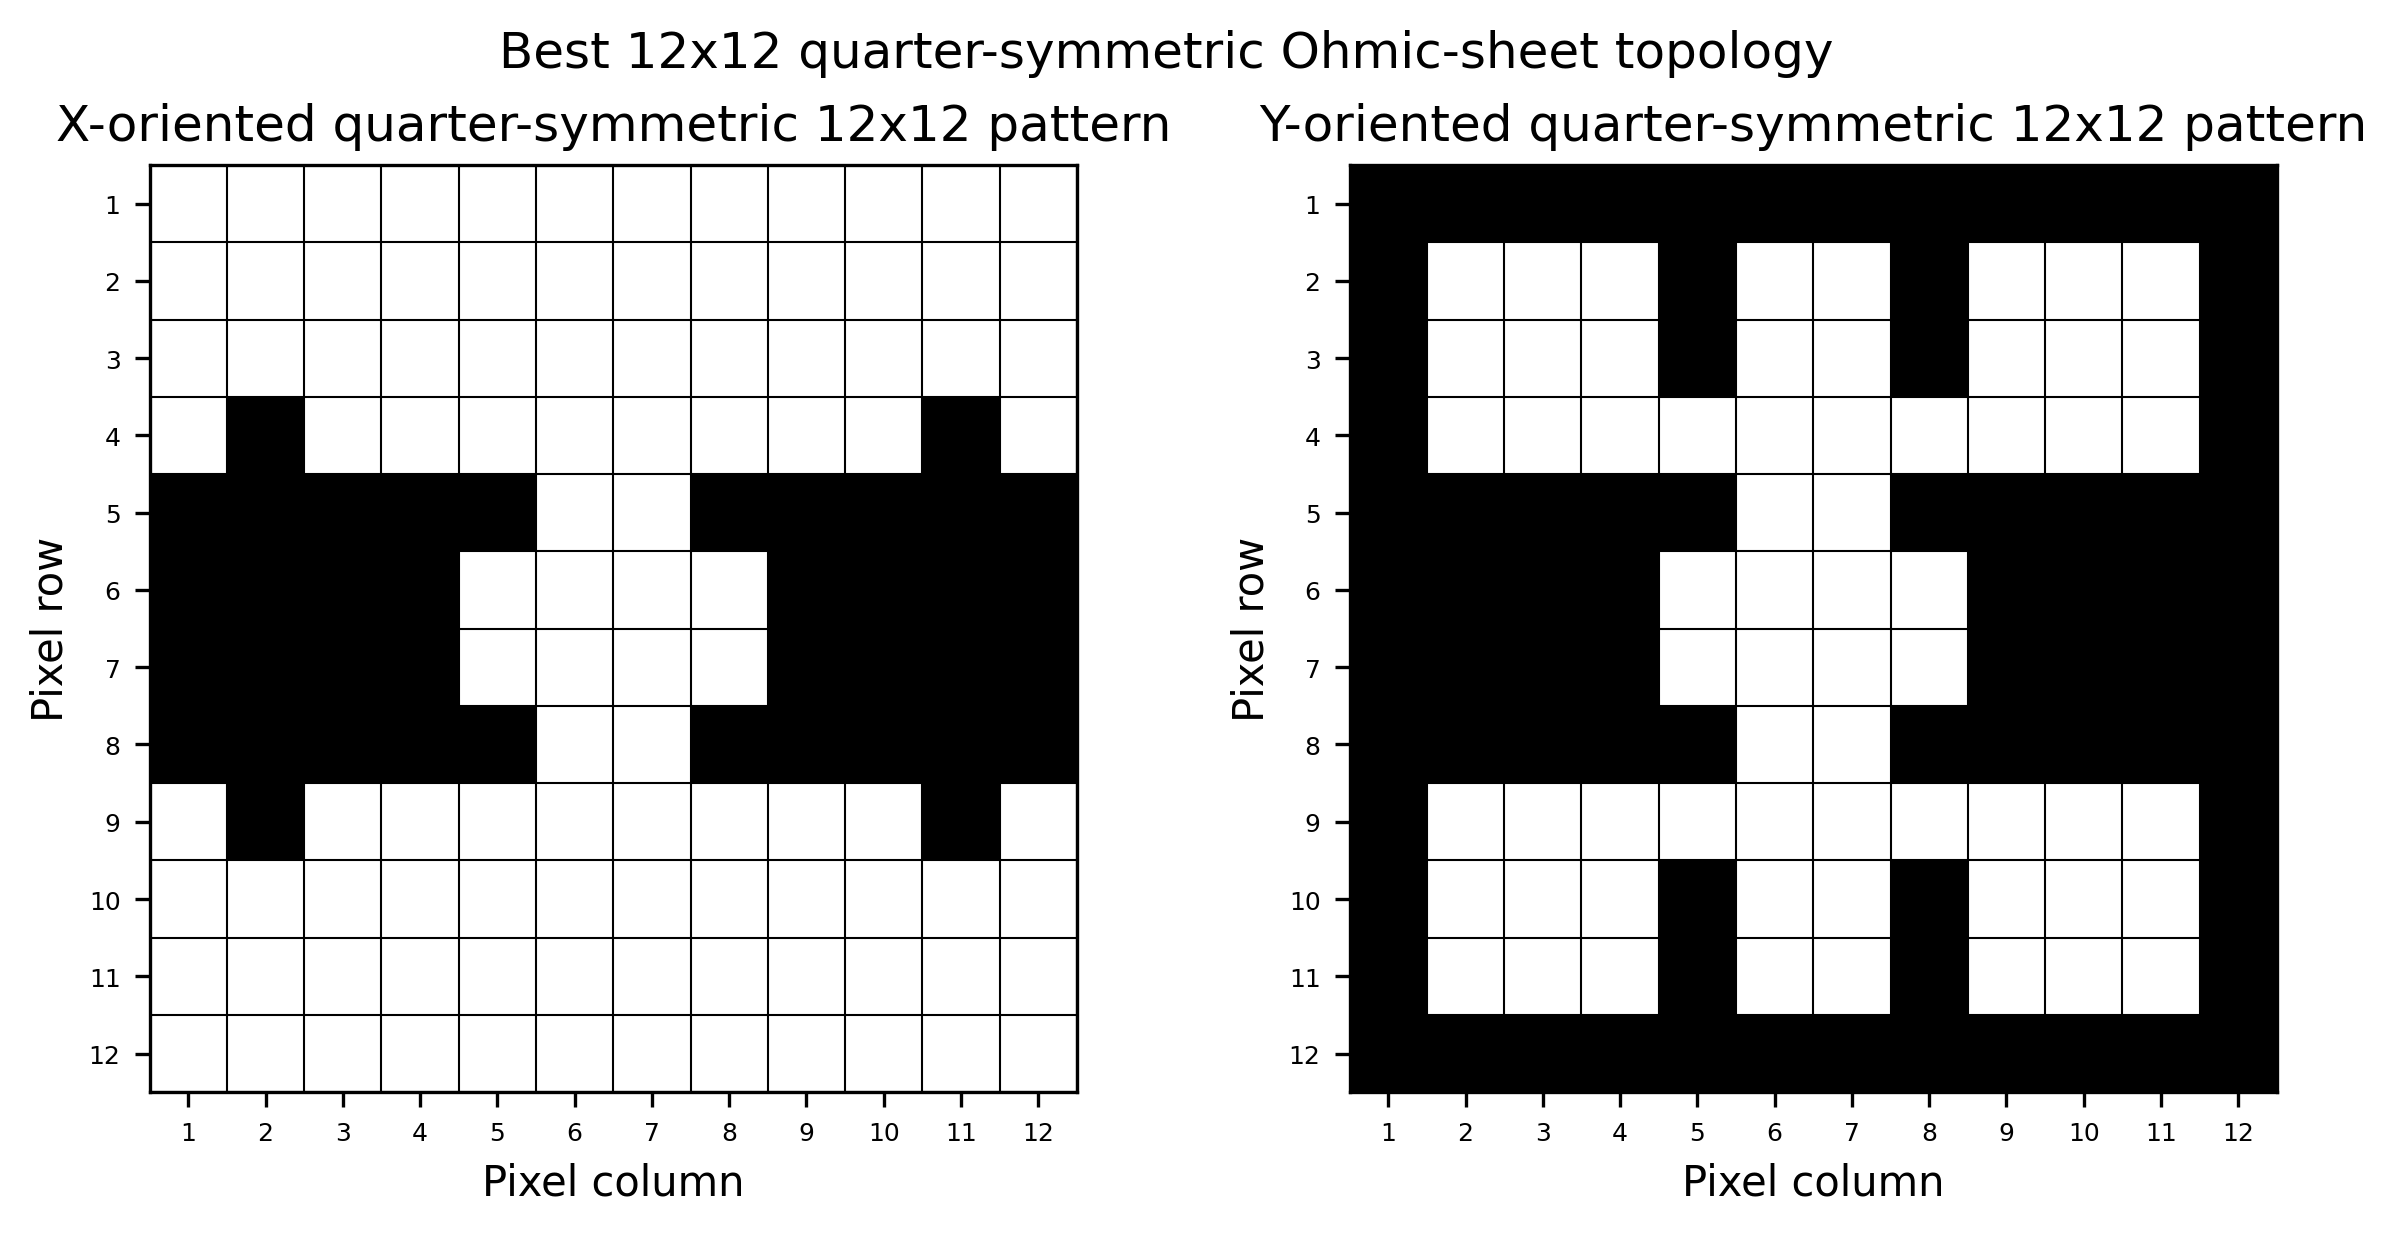 Best 12x12 quarter-symmetric Ohmic-sheet topology
X-oriented quarter-symmetric 12x12 pattern
Pixel row
1
2
3
4
5
6
7
8
9
10
11
12
1 2 3 4 5 6 7 8 9 10 11 12
Pixel column
Y-oriented quarter-symmetric 12x12 pattern
Pixel row
1
2
3
4
5
6
7
8
9
10
11
12
1 2 3 4 5 6 7 8 9 10 11 12
Pixel column